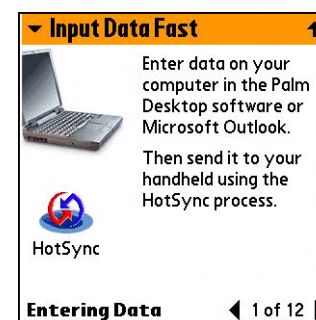 Input Data Fast
Enter data on your
computer in the Palm
Desktop software or
Microsoft Outlook.
Then send it to your
handheld using the
HotSync process.
HotSync
Entering Data
1 of 12